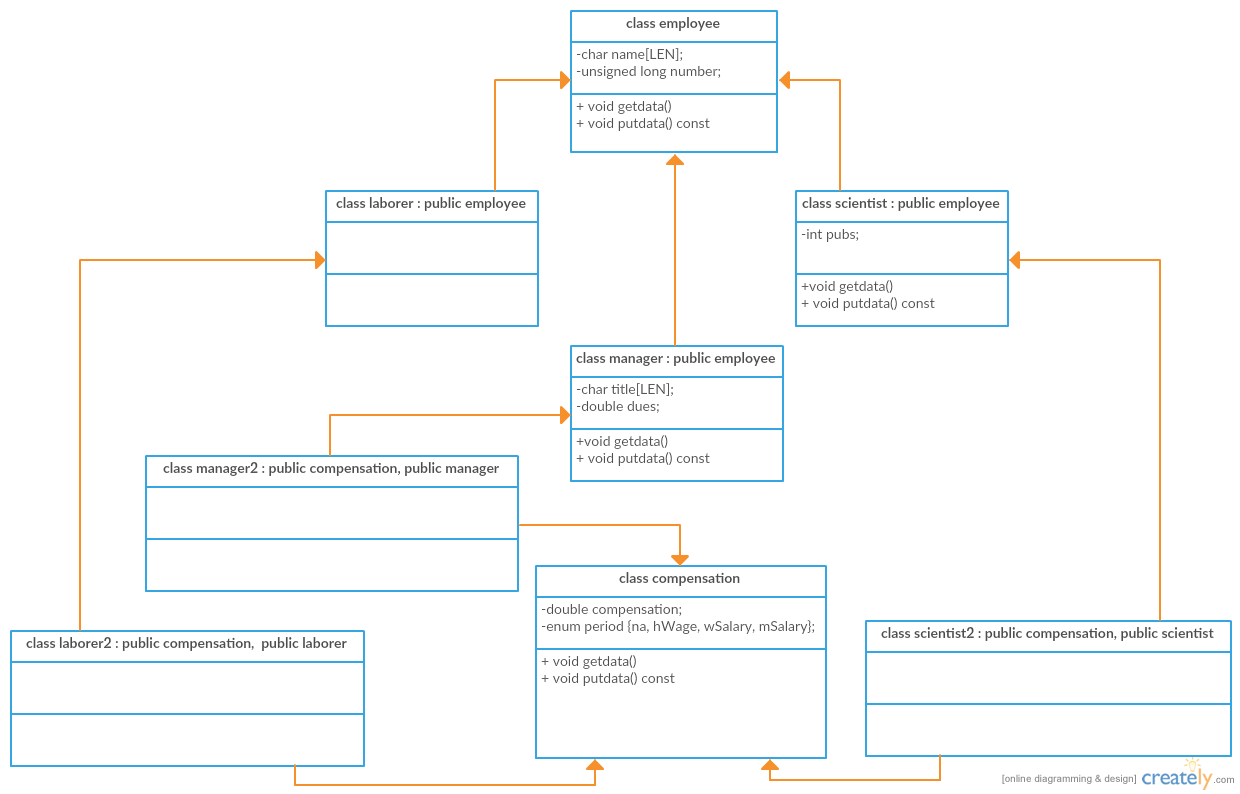 class employee
-char name[LEN];
-unsigned long number;
+ void getdata()
+ void putdata() const
class laborer : public employee
class scientist : public employee
-int pubs;
+void getdata()
+ void putdata() const
class manager : public employee
-char title[LEN];
-double dues;
+void getdata()
+ void putdata() const
class manager2 : public compensation, public manager
class compensation
-double compensation;
-enum period {na, hWage, wSalary, mSalary};
+ void getdata()
+ void putdata() const
class laborer2 : public compensation,  public laborer
class scientist2 : public compensation, public scientist
[online diagramming & design] creately.com